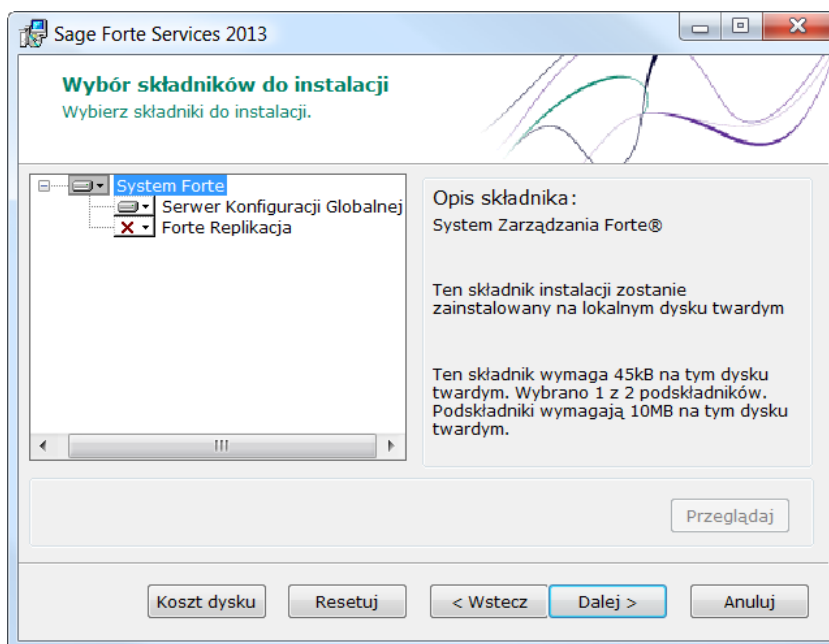 Sage Forte Services 2013
Wybór składników do instalacji
Wybierz składniki do instalacji.
System Forte
Serwer Konfiguracji Globalnej
Forte Replikacja
Opis składnika:
System Zarządzania Forte®
Ten składnik instalacji zostanie
zainstalowany na lokalnym dysku twardym
Ten składnik wymaga 45kB na tym dysku
twardym. Wybrano 1 z 2 podskładników.
Podskładniki wymagają 10MB na tym dysku
twardym.
Przeglądaj
Koszt dysku
Resetuj
< Wstecz
Dalej >
Anuluj